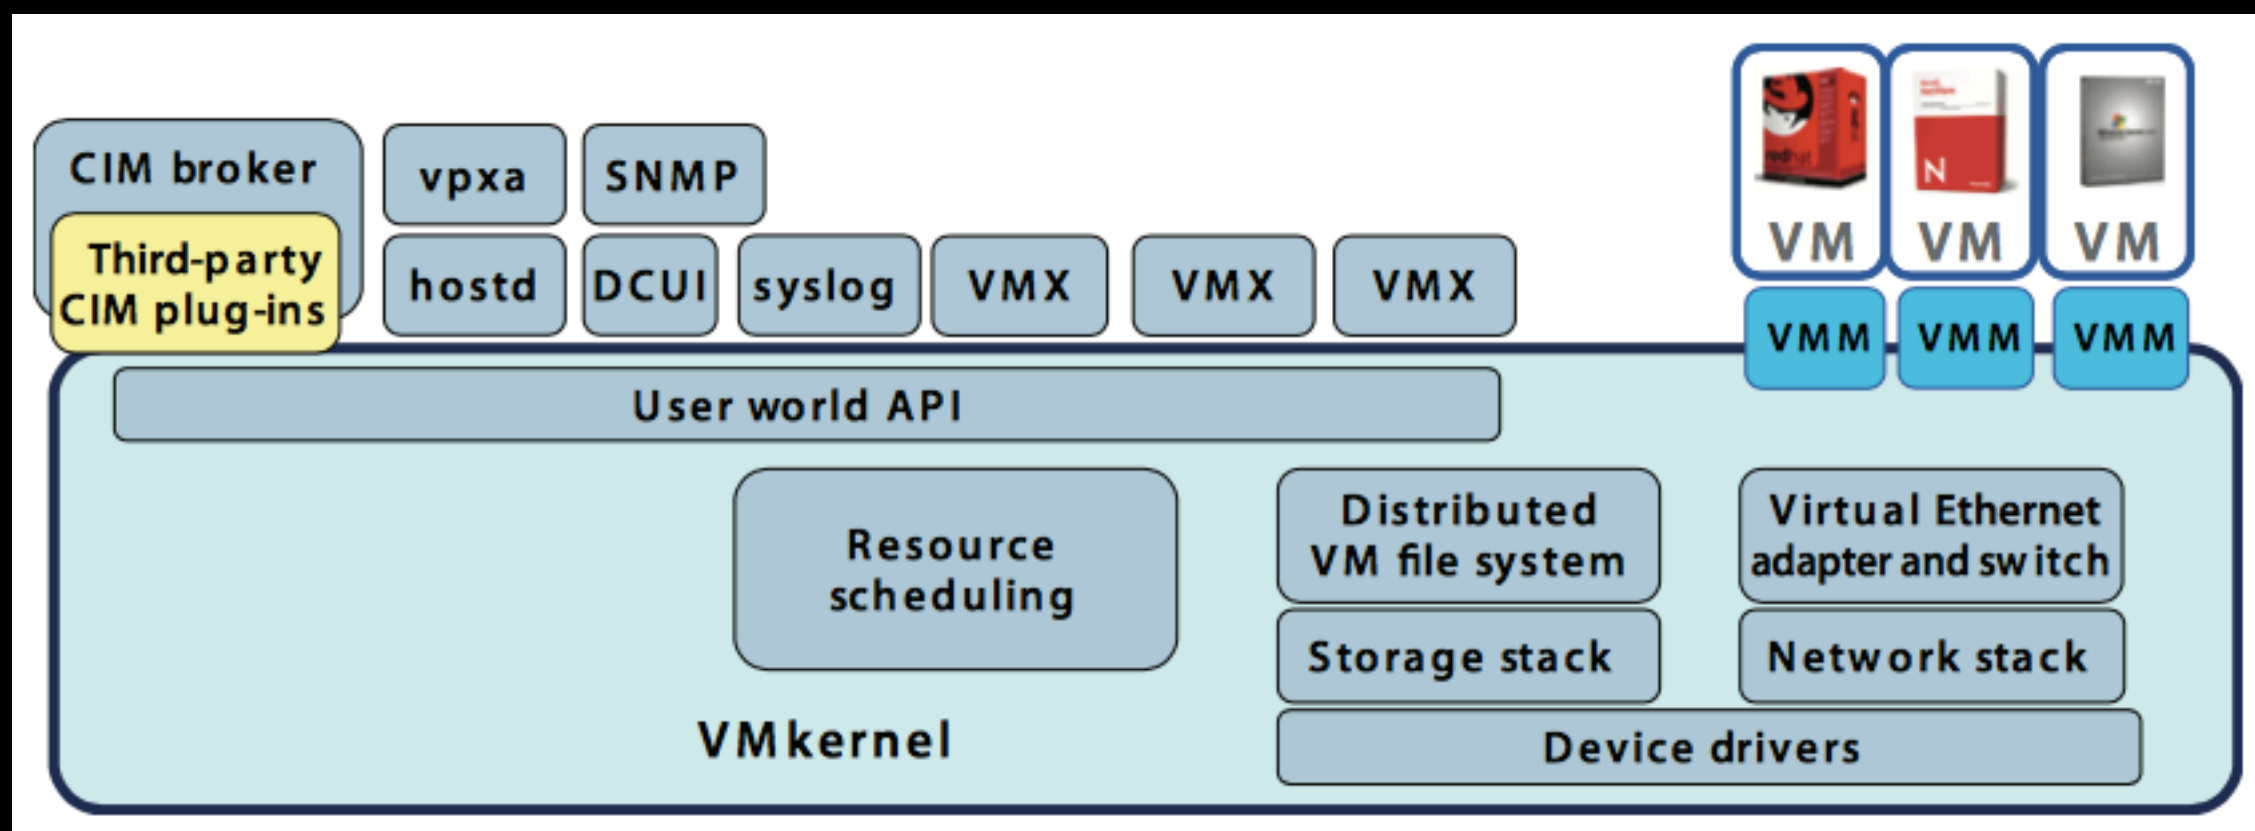 CIM broker
Third-party
CIM plug-ins
vpxa
SNMP
hostd
DCUI
syslog
VMX
VMX
VMX
redhat
N
VM
VM
VM
VMM
VMM
VMM
User world API
Resource
scheduling
Distributed
VM file system
Virtual Ethernet
adapter and switch
Storage stack
Network stack
VMkernel
Device drivers